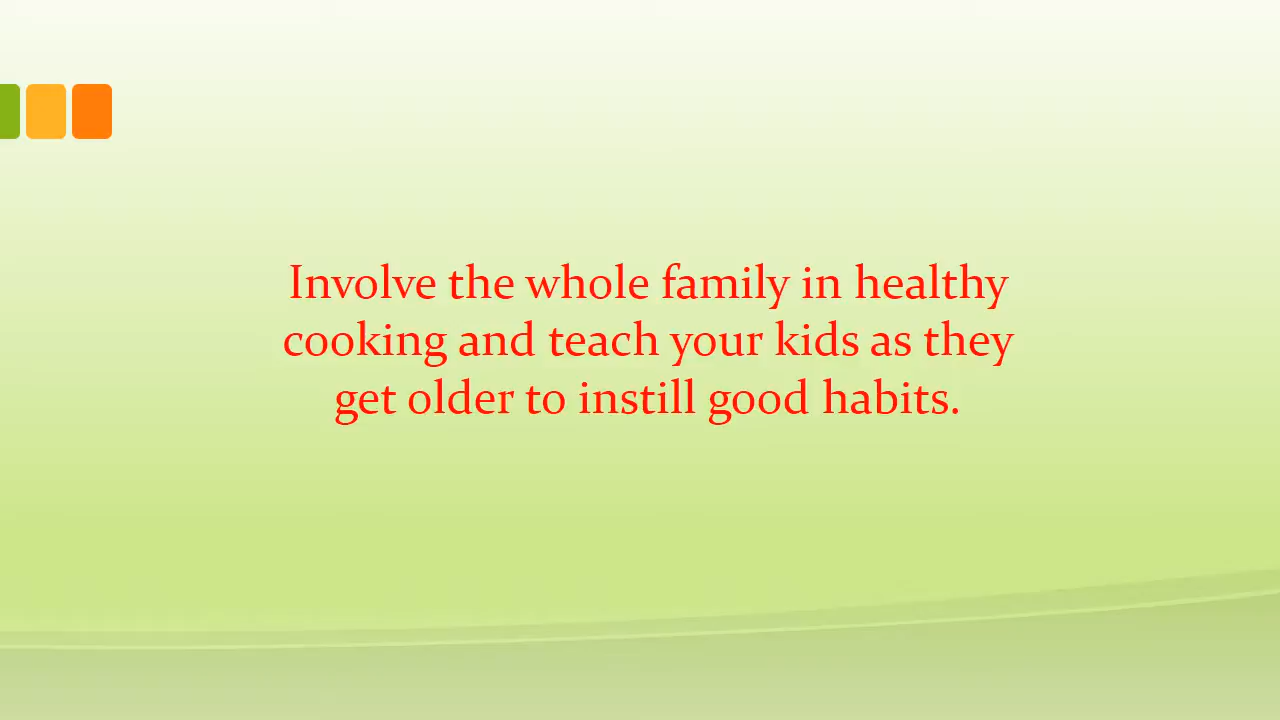 Involve the whole family in healthy
cooking and teach your kids as they
get older to instill good habits.